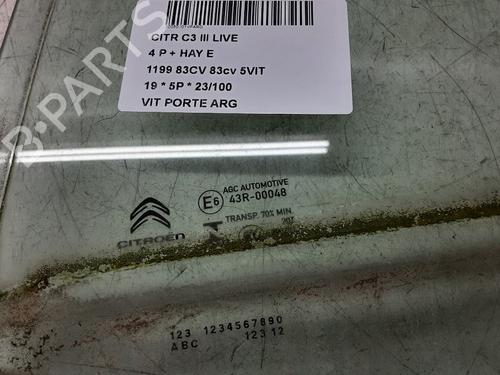 CITR C3 III LIVE
4 P + HAY E
1199 83CV 83cv 5VIT
19 * 5P * 23/100
VIT PORTE ARG
B-PARTS
AGC AUTOMOTIVE
E6 43R-00048
TRANSP. 70% MIN.
CITROËN
123 1234567890
ABC 12312